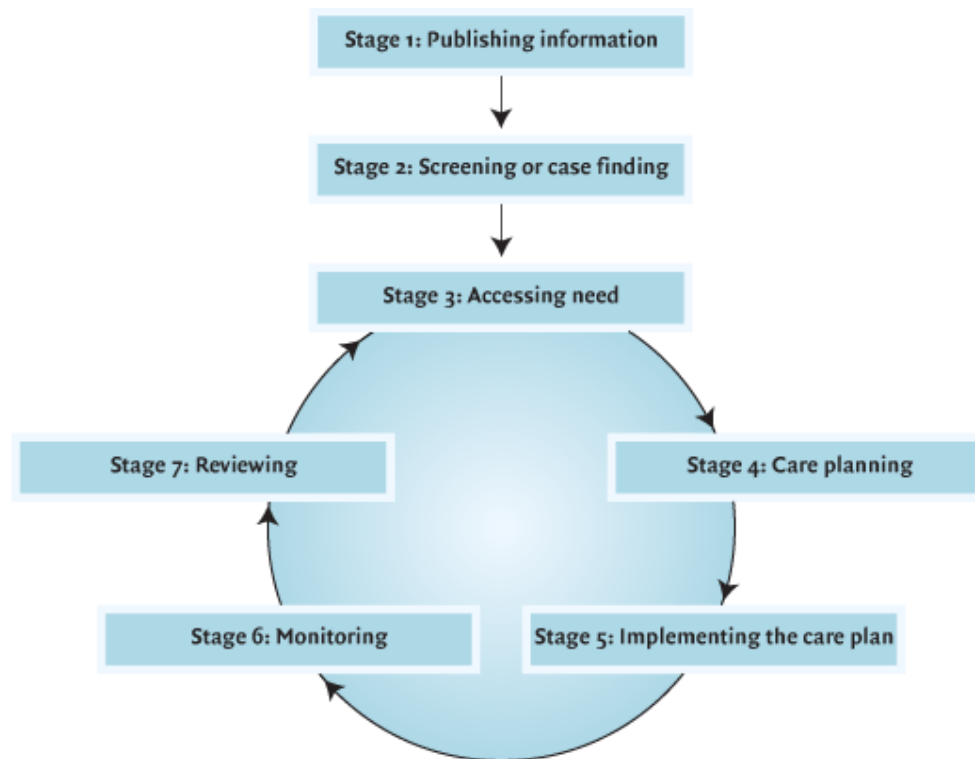 Stage 1: Publishing information
Stage 2: Screening or case finding
Stage 3: Accessing need
Stage 7: Reviewing
Stage 4: Care planning
Stage 6: Monitoring
Stage 5: Implementing the care plan